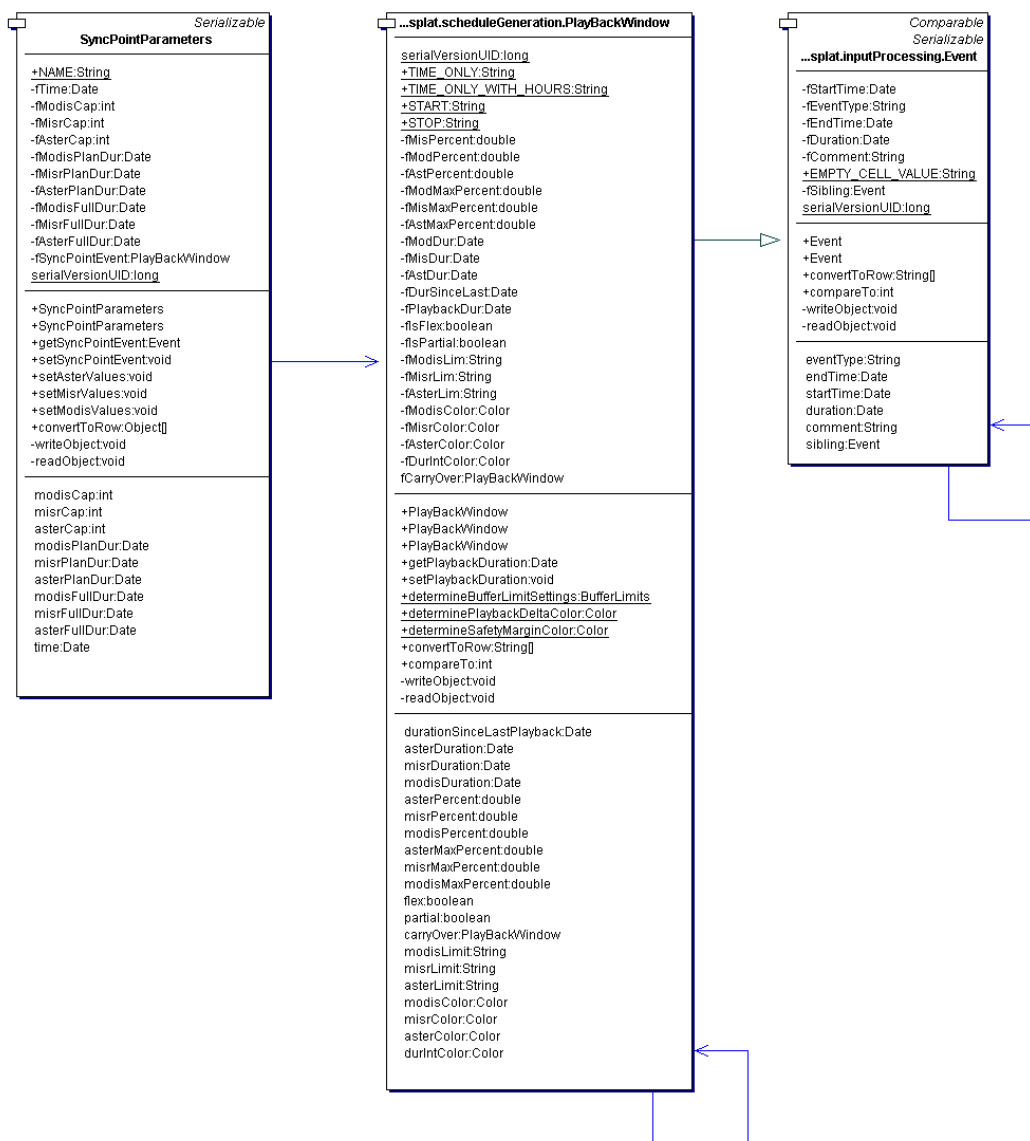 Serializable
SyncPointParameters
+NAME:String
-fTime:Date
-fModisCap:int
-fMisrCap:int
-fAsterCap:int
-fModisPlanDur:Date
-fMisrPlanDur:Date
-fAsterPlanDur:Date
-fModisFullDur:Date
-fMisrFullDur:Date
-fAsterFullDur:Date
-fSyncPointEvent:PlayBackWindow
serialVersionUID:long
+SyncPointParameters
+SyncPointParameters
+getSyncPointEvent:Event
+setSyncPointEvent:void
+setAsterValues:void
+setMisrValues:void
+setModisValues:void
+convertToRow:Object[]
-writeObject:void
-readObject:void
modisCap:int
misrCap:int
asterCap:int
modisPlanDur:Date
misrPlanDur:Date
asterPlanDur:Date
modisFullDur:Date
misrFullDur:Date
asterFullDur:Date
time:Date
...splat.scheduleGeneration.PlayBackWindow
serialVersionUID:long
+TIME_ONLY:String
+TIME_ONLY_WITH_HOURS:String
+START:String
+STOP:String
-fMisPercent:double
-fModPercent:double
-fAstPercent:double
-fModMaxPercent:double
-fMisMaxPercent:double
-fAstMaxPercent:double
-fModDur:Date
-fMisDur:Date
-fAstDur:Date
-fDurSinceLast:Date
-fPlaybackDur:Date
-fIsFlex:boolean
-fIsPartial:boolean
-fModisLim:String
-fMisrLim:String
-fAsterLim:String
-fModisColor:Color
-fMisrColor:Color
-fAsterColor:Color
-fDurIntColor:Color
fCarryOver:PlayBackWindow
+PlayBackWindow
+PlayBackWindow
+PlayBackWindow
+getPlaybackDuration:Date
+setPlaybackDuration:void
+determineBufferLimitSettings:BufferLimits
+determinePlaybackDeltaColor:Color
+determineSafetyMarginColor:Color
+convertToRow:String[]
+compareTo:int
-writeObject:void
-readObject:void
durationSinceLastPlayback:Date
asterDuration:Date
misrDuration:Date
modisDuration:Date
asterPercent:double
misrPercent:double
modisPercent:double
asterMaxPercent:double
misrMaxPercent:double
modisMaxPercent:double
flex:boolean
partial:boolean
carryOver:PlayBackWindow
modisLimit:String
misrLimit:String
asterLimit:String
modisColor:Color
misrColor:Color
asterColor:Color
durIntColor:Color
Comparable
Serializable
...splat.inputProcessing.Event
-fStartTime:Date
-fEventType:String
-fEndTime:Date
-fDuration:Date
-fComment:String
+EMPTY_CELL_VALUE:String
-fSibling:Event
serialVersionUID:long
+Event
+Event
+convertToRow:String[]
+compareTo:int
-writeObject:void
-readObject:void
eventType:String
endTime:Date
startTime:Date
duration:Date
comment:String
sibling:Event